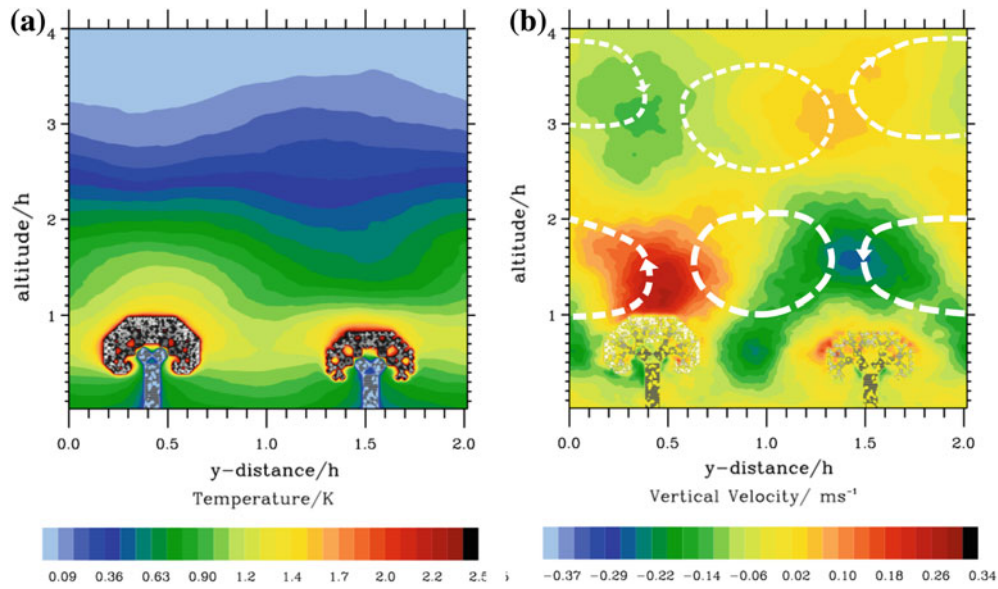 (a)
4
3
2
1
altitude/h
0.0 0.5 1.0 1.5 2.0
y-distance/h
Temperature/K
0.09 0.36 0.63 0.90 1.2 1.4 1.7 2.0 2.2
(b)
4
3
2
1
altitude/h
0.0 0.5 1.0 1.5 2.0
y-distance/h
Vertical Velocity/ ms⁻¹
−0.37 −0.29 −0.22 −0.14 −0.06 0.02 0.10 0.18 0.26 0.34